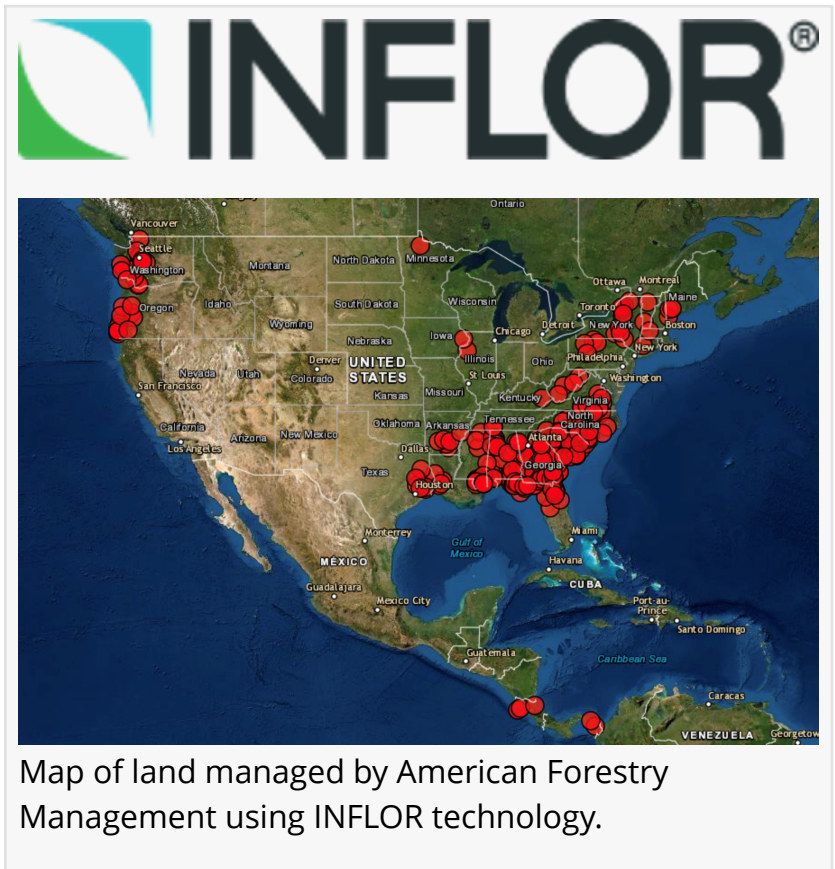 INFLOR®
Ontario
Vancouver
Seattle
Washington
Montana
North Dakota
Minnesota
Ottawa
Montreal
Maine
Oregon
Idaho
South Dakota
Wisconsin
Toronto
Wyoming
Iowa
Chicago
Detroit
New York
Boston
Nebraska
Illinois
Ohio
Philadelphia
New York
Nevada
Utah
Denver
Colorado
UNITED
STATES
St Louis
Washington
San Francisco
Kansas
Missouri
Kentucky
Virginia
California
Oklahoma
Arkansas
Tennessee
North
Carolina
Los Angeles
Arizona
New Mexico
Dallas
Atlanta
Texas
Georgia
Houston
Monterrey
Gulf of
Mexico
Miami
MÉXICO
Havana
CUBA
Guadalajara
Mexico City
Port-au-
Prince
Santo Domingo
Guatemala
Caribbean Sea
Caracas
VENEZUELA
Georgetow
Map of land managed by American Forestry
Management using INFLOR technology.